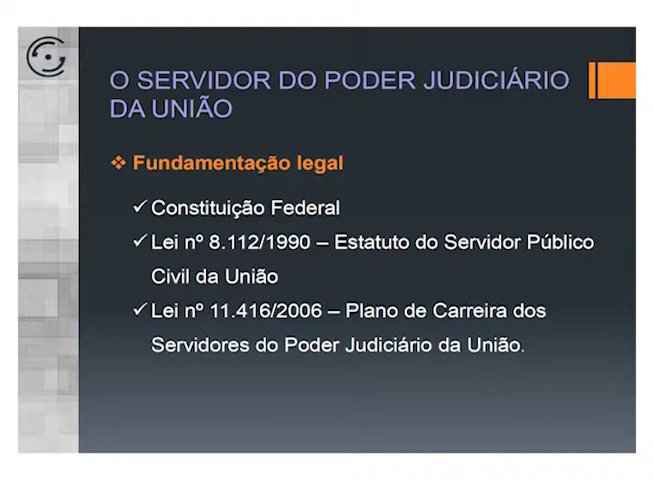 O SERVIDOR DO PODER JUDICIÁRIO
DA UNIÃO
Fundamentação legal
Constituição Federal
Lei nº 8.112/1990 – Estatuto do Servidor Público
Civil da União
Lei nº 11.416/2006 – Plano de Carreira dos
Servidores do Poder Judiciário da União.